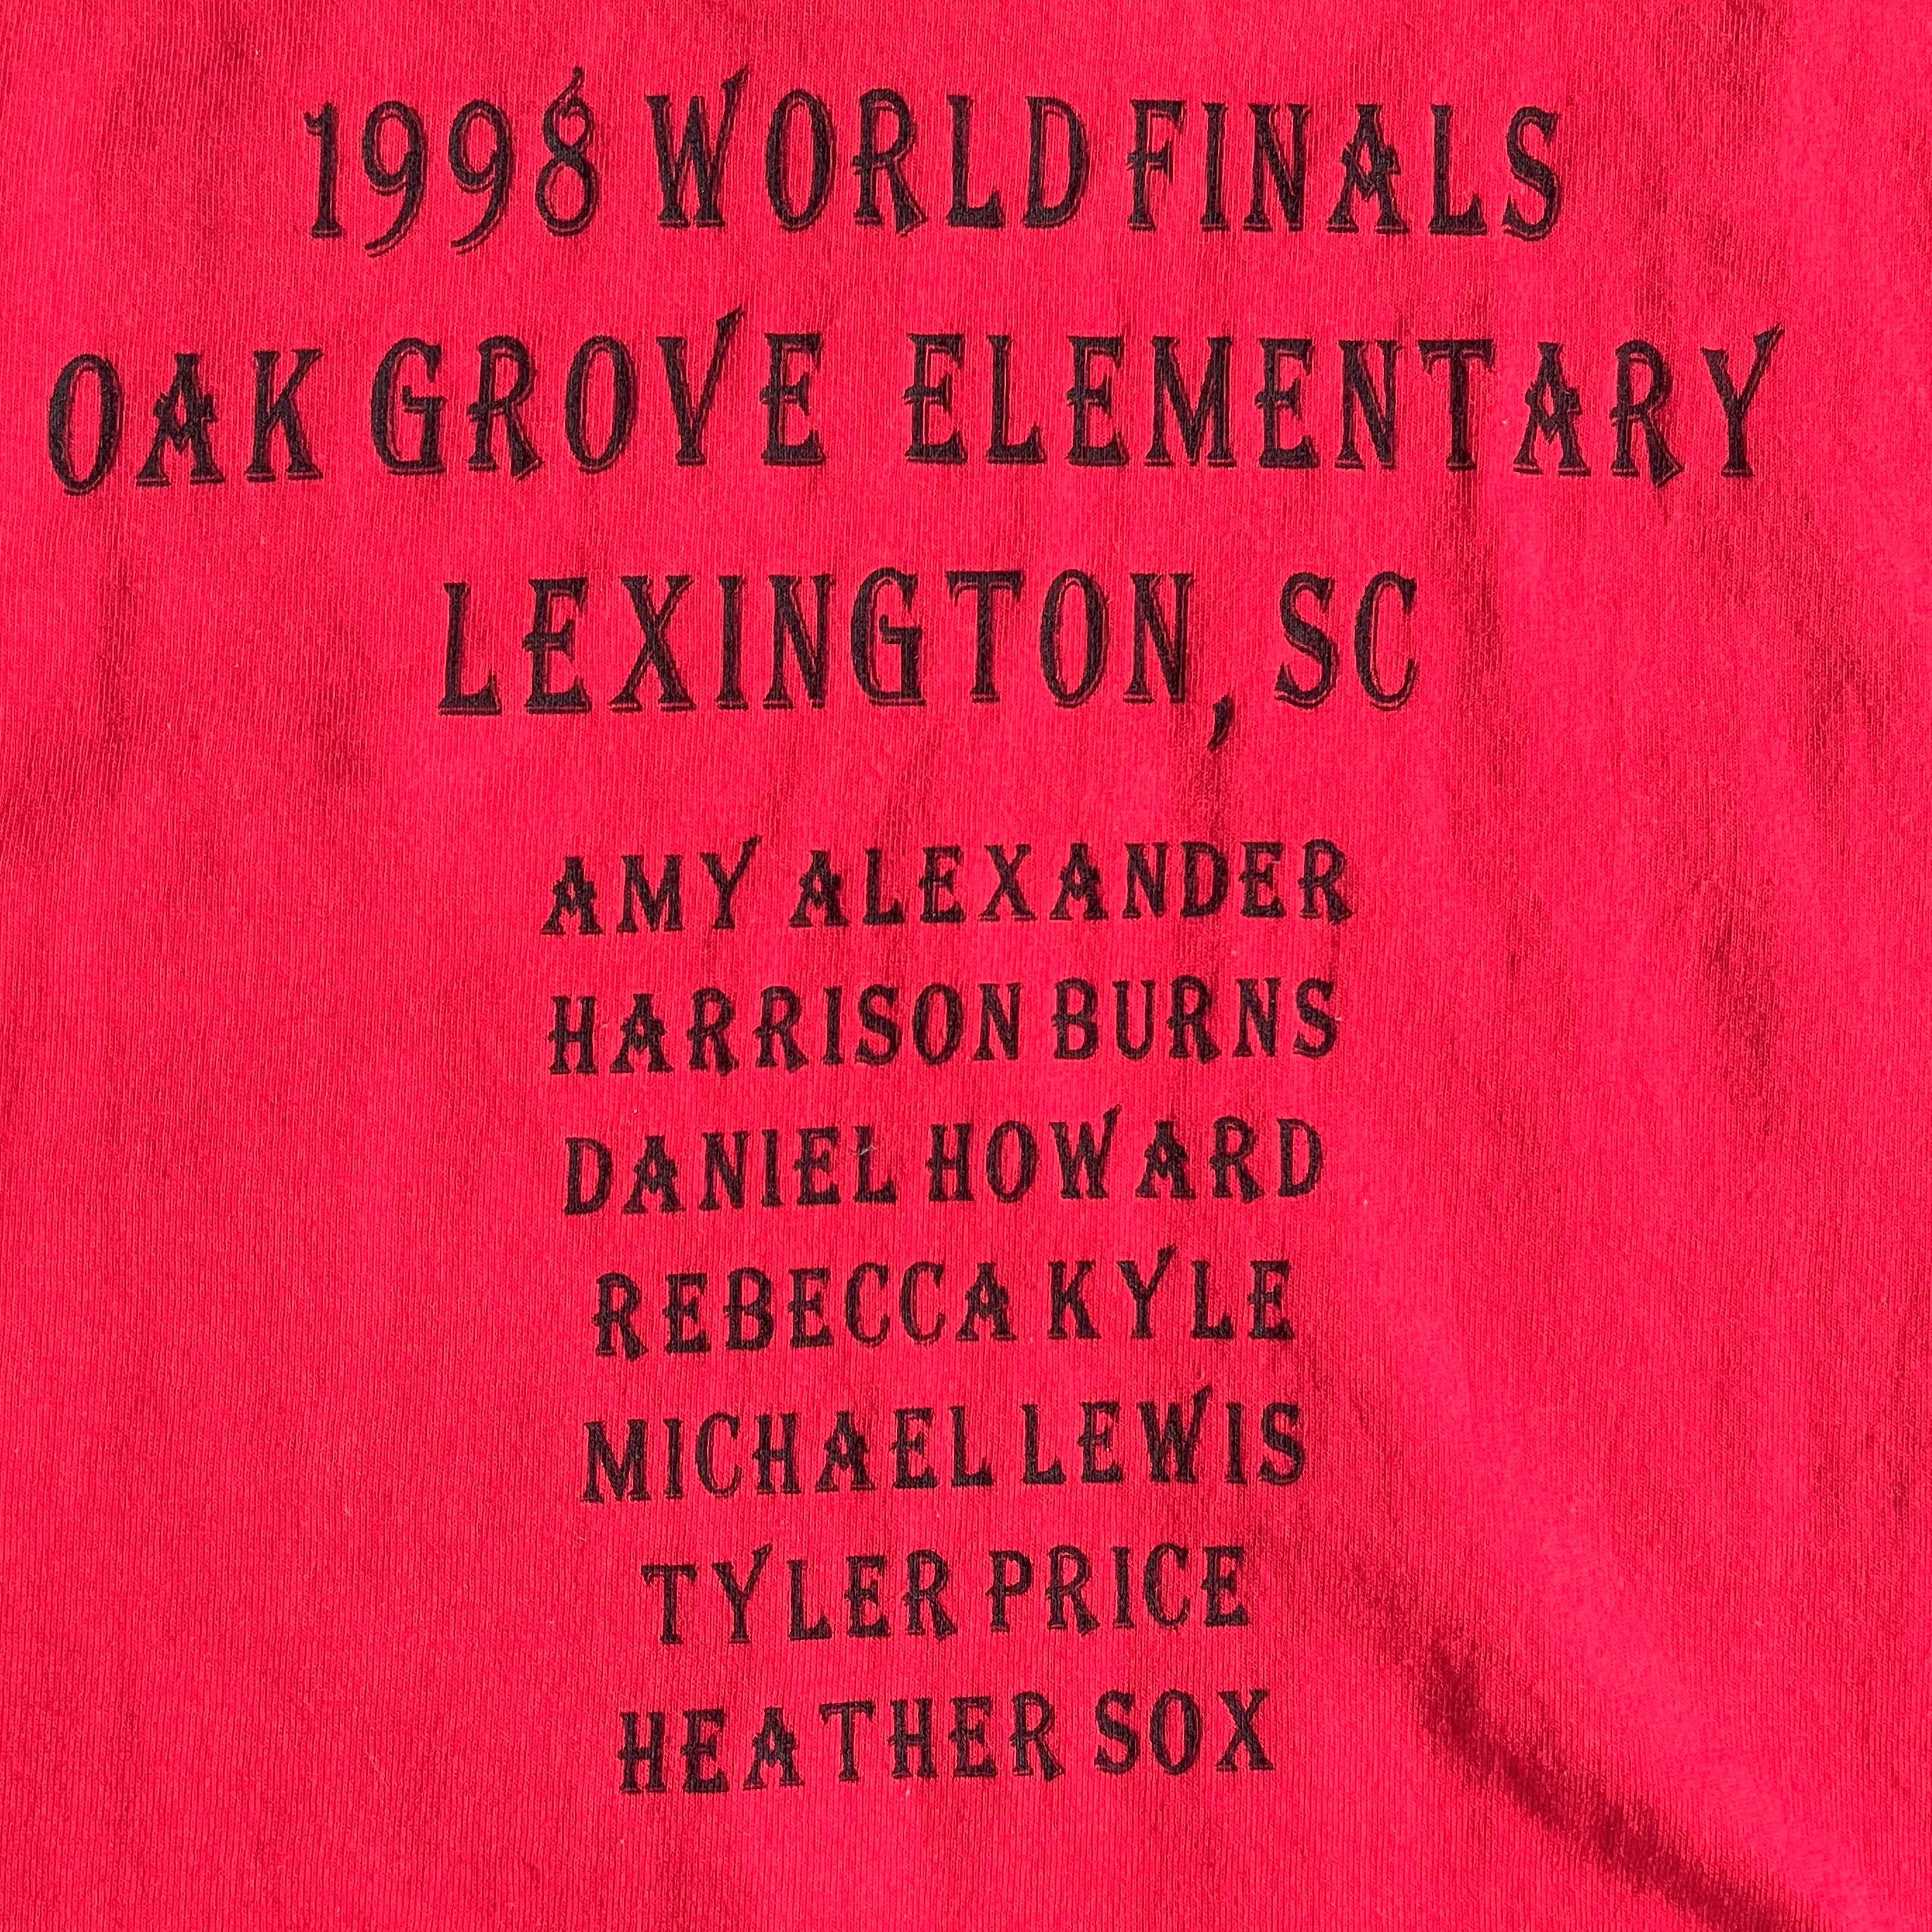 1998 WORLD FINALS
OAK GROVE ELEMENTARY
LEXINGTON, SC
AMY ALEXANDER
HARRISON BURNS
DANIEL HOWARD
REBECCA KYLE
MICHAEL LEWIS
TYLER PRICE
HEATHER SOX